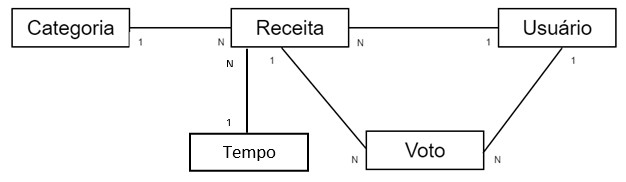 Categoria
Receita
Usuário
1
N
N
1
N
1
1
1
Tempo
Voto
N
N